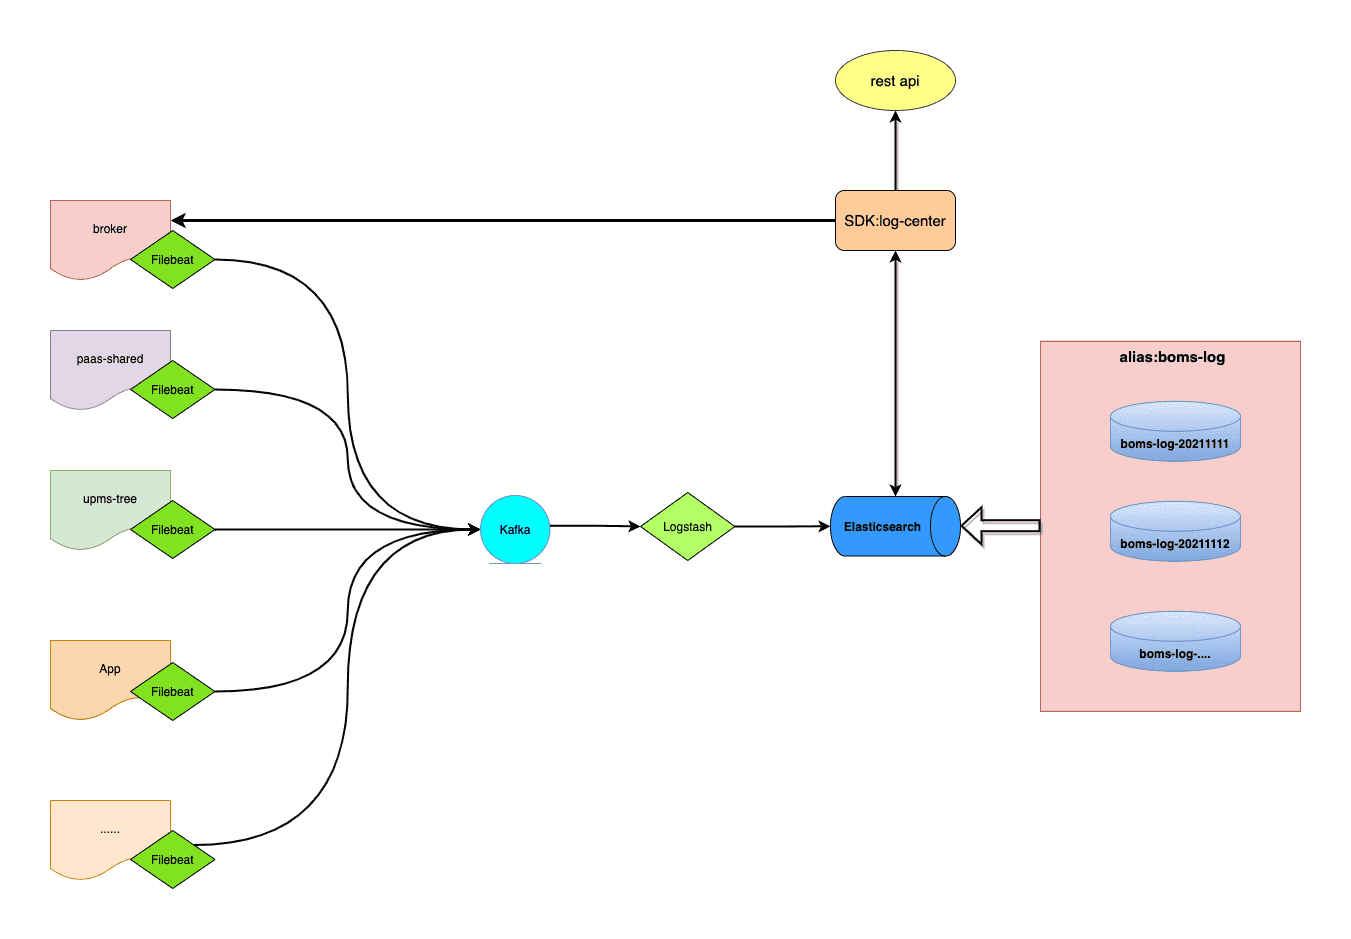 rest api
SDK:log-center
broker
Filebeat
paas-shared
Filebeat
upms-tree
Filebeat
App
Filebeat
......
Filebeat
Kafka
Logstash
Elasticsearch
alias:boms-log
boms-log-20211111
boms-log-20211112
boms-log-....